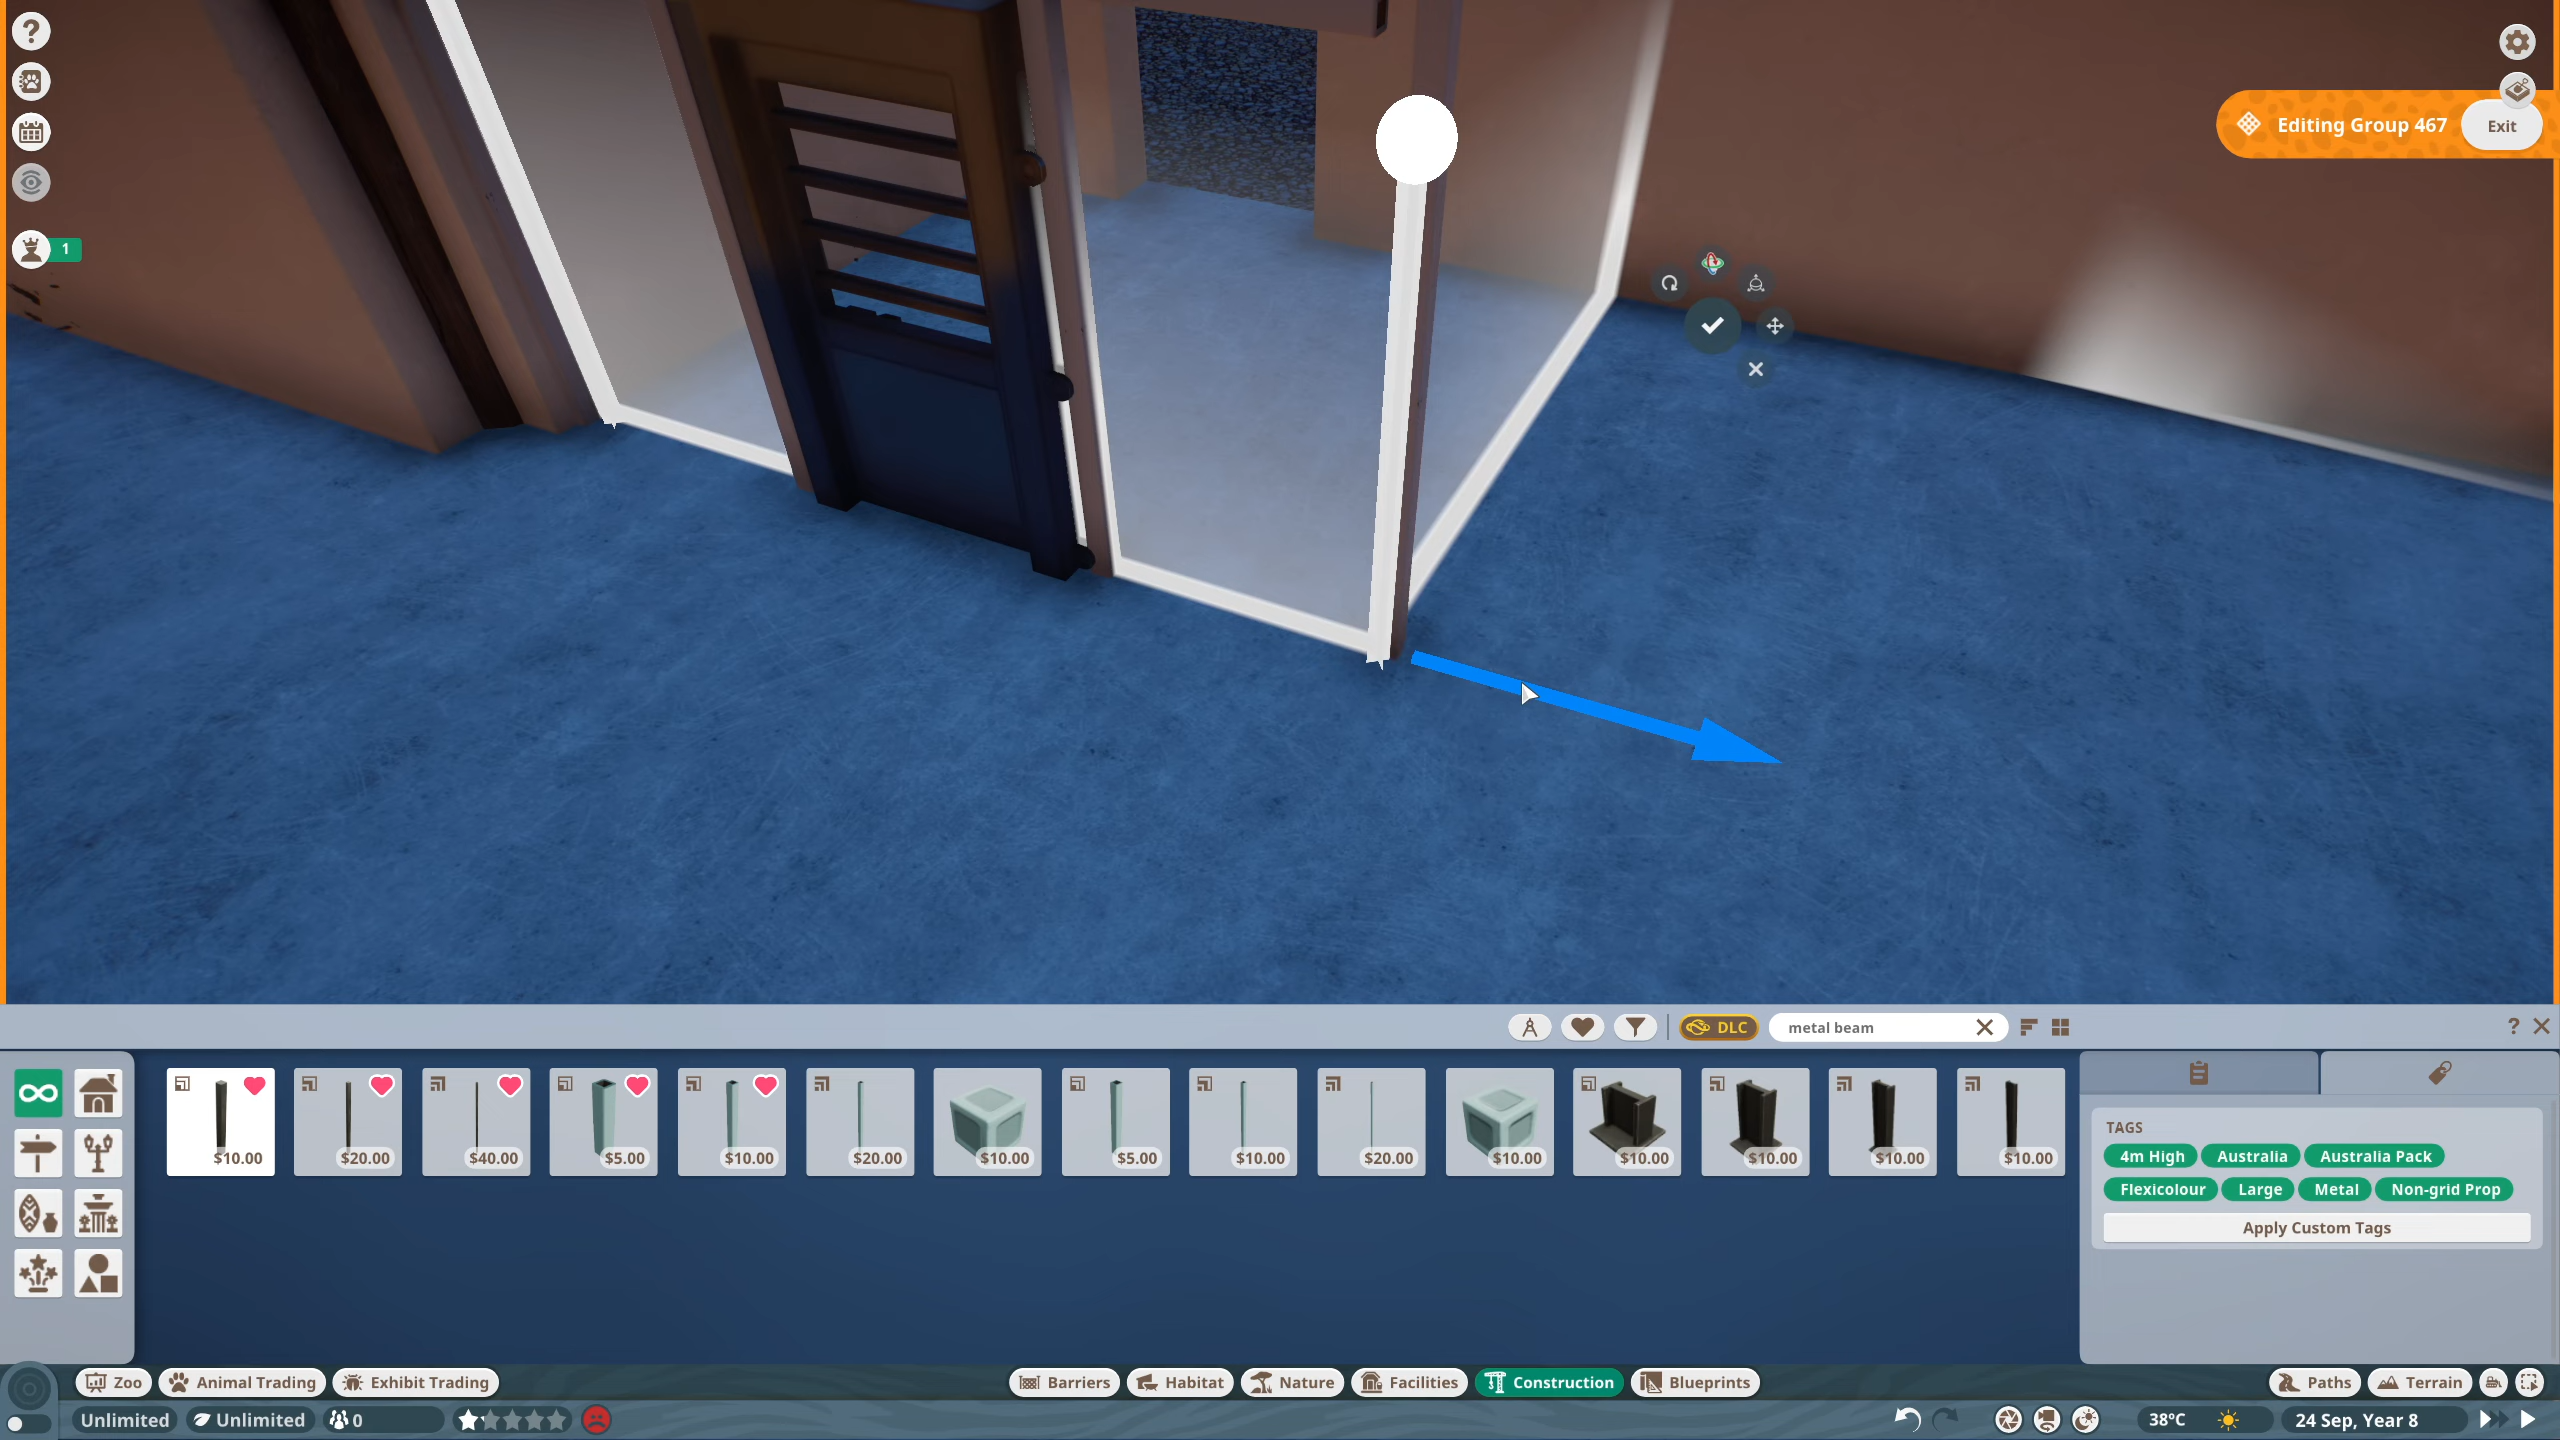 Editing Group 467
Exit
1
DLC
metal beam
?
$10.00
$20.00
$40.00
$5.00
$10.00
$20.00
$10.00
$5.00
$10.00
$20.00
$10.00
$10.00
$10.00
$10.00
$10.00
TAGS
4m High
Australia
Australia Pack
Flexicolour
Large
Metal
Non-grid Prop
Apply Custom Tags
Zoo
Animal Trading
Exhibit Trading
Barriers
Habitat
Nature
Facilities
Construction
Blueprints
Paths
Terrain
Unlimited
Unlimited
0
38°C
24 Sep, Year 8